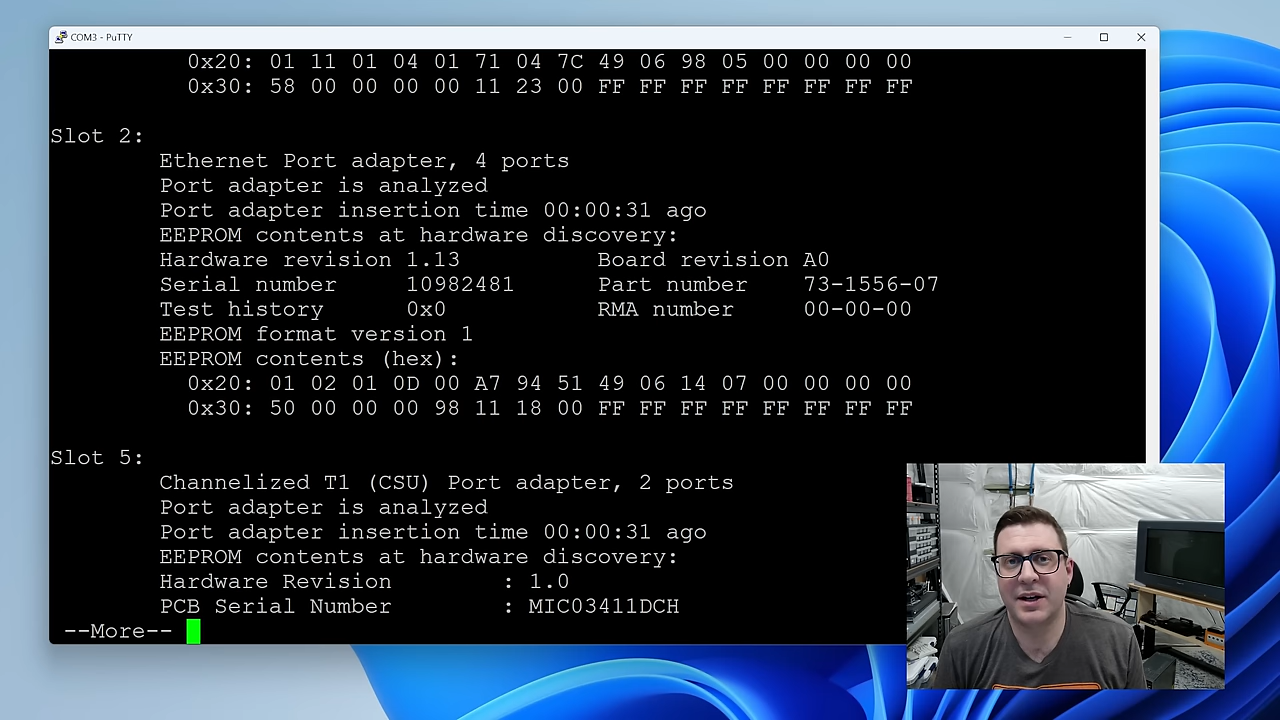 COM3 - PuTTY
0x20: 01 11 01 04 01 71 04 7C 49 06 98 05 00 00 00 00
0x30: 58 00 00 00 00 11 23 00 FF FF FF FF FF FF FF FF
Slot 2:
Ethernet Port adapter, 4 ports
Port adapter is analyzed
Port adapter insertion time 00:00:31 ago
EEPROM contents at hardware discovery:
Hardware revision 1.13 Board revision A0
Serial number 10982481 Part number 73-1556-07
Test history 0x0 RMA number 00-00-00
EEPROM format version 1
EEPROM contents (hex):
0x20: 01 02 01 0D 00 A7 94 51 49 06 14 07 00 00 00 00
0x30: 50 00 00 00 98 11 18 00 FF FF FF FF FF FF FF FF
Slot 5:
Channelized T1 (CSU) Port adapter, 2 ports
Port adapter is analyzed
Port adapter insertion time 00:00:31 ago
EEPROM contents at hardware discovery:
Hardware Revision : 1.0
PCB Serial Number : MIC03411DCH
--More--